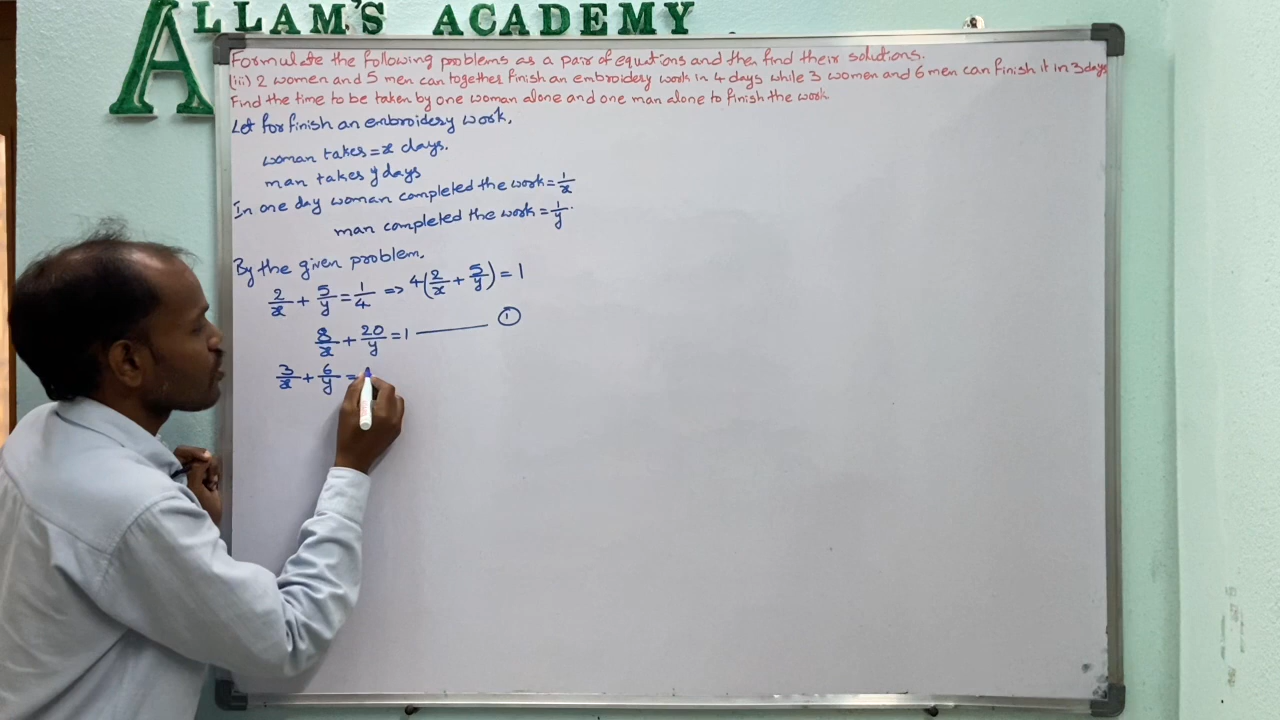 ALLAM'S ACADEMY
Formulate the following problems as a pair of equations and then find their solutions.
(iii) 2 women and 5 men can together finish an embroidery work in 4 days while 3 women and 6 men can finish it in 3 days
Find the time to be taken by one woman alone and one man alone to finish the work
Let for finish an embroidery work,
woman takes = x days.
man takes y days
In one day woman completed the work = 1/x
man completed the work = 1/y.
By the given problem,
2/x + 5/y = 1/4 => 4(2/x + 5/y) = 1
8/x + 20/y = 1 ——— ①
3/x + 6/y =